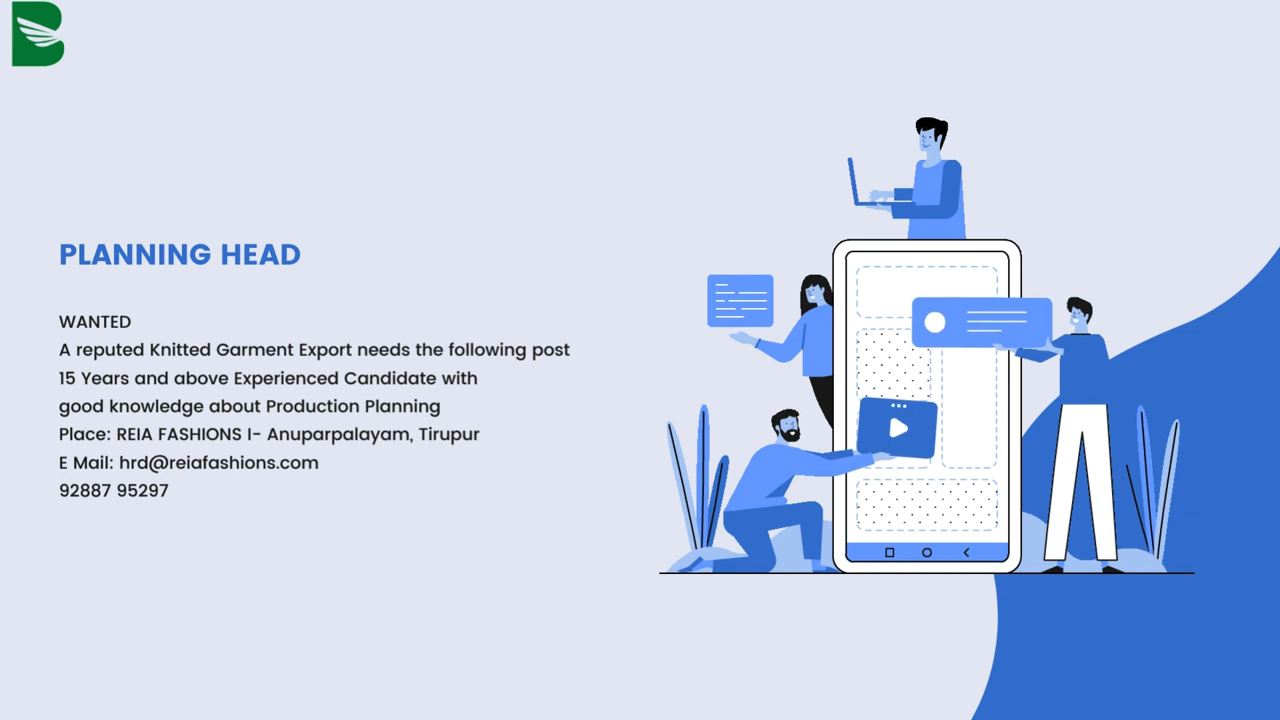 PLANNING HEAD
WANTED
A reputed Knitted Garment Export needs the following post
15 Years and above Experienced Candidate with
good knowledge about Production Planning
Place: REIA FASHIONS I- Anuparpalayam, Tirupur
E Mail: hrd@reiafashions.com
92887 95297